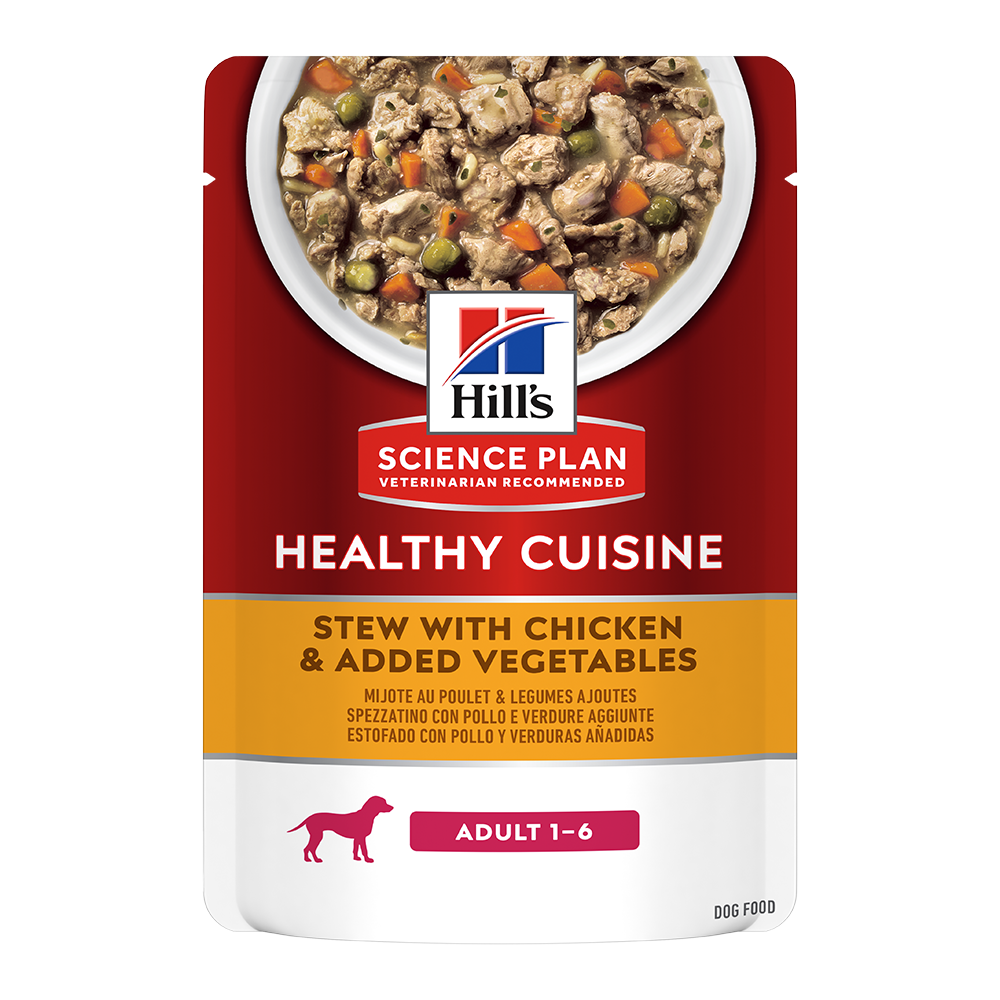 Hill's
SCIENCE PLAN
VETERINARIAN RECOMMENDED
HEALTHY CUISINE
STEW WITH CHICKEN
& ADDED VEGETABLES
MIJOTE AU POULET & LEGUMES AJOUTES
SPEZZATINO CON POLLO E VERDURE AGGIUNTE
ESTOFADO CON POLLO Y VERDURAS AÑADIDAS
ADULT 1–6
DOG FOOD